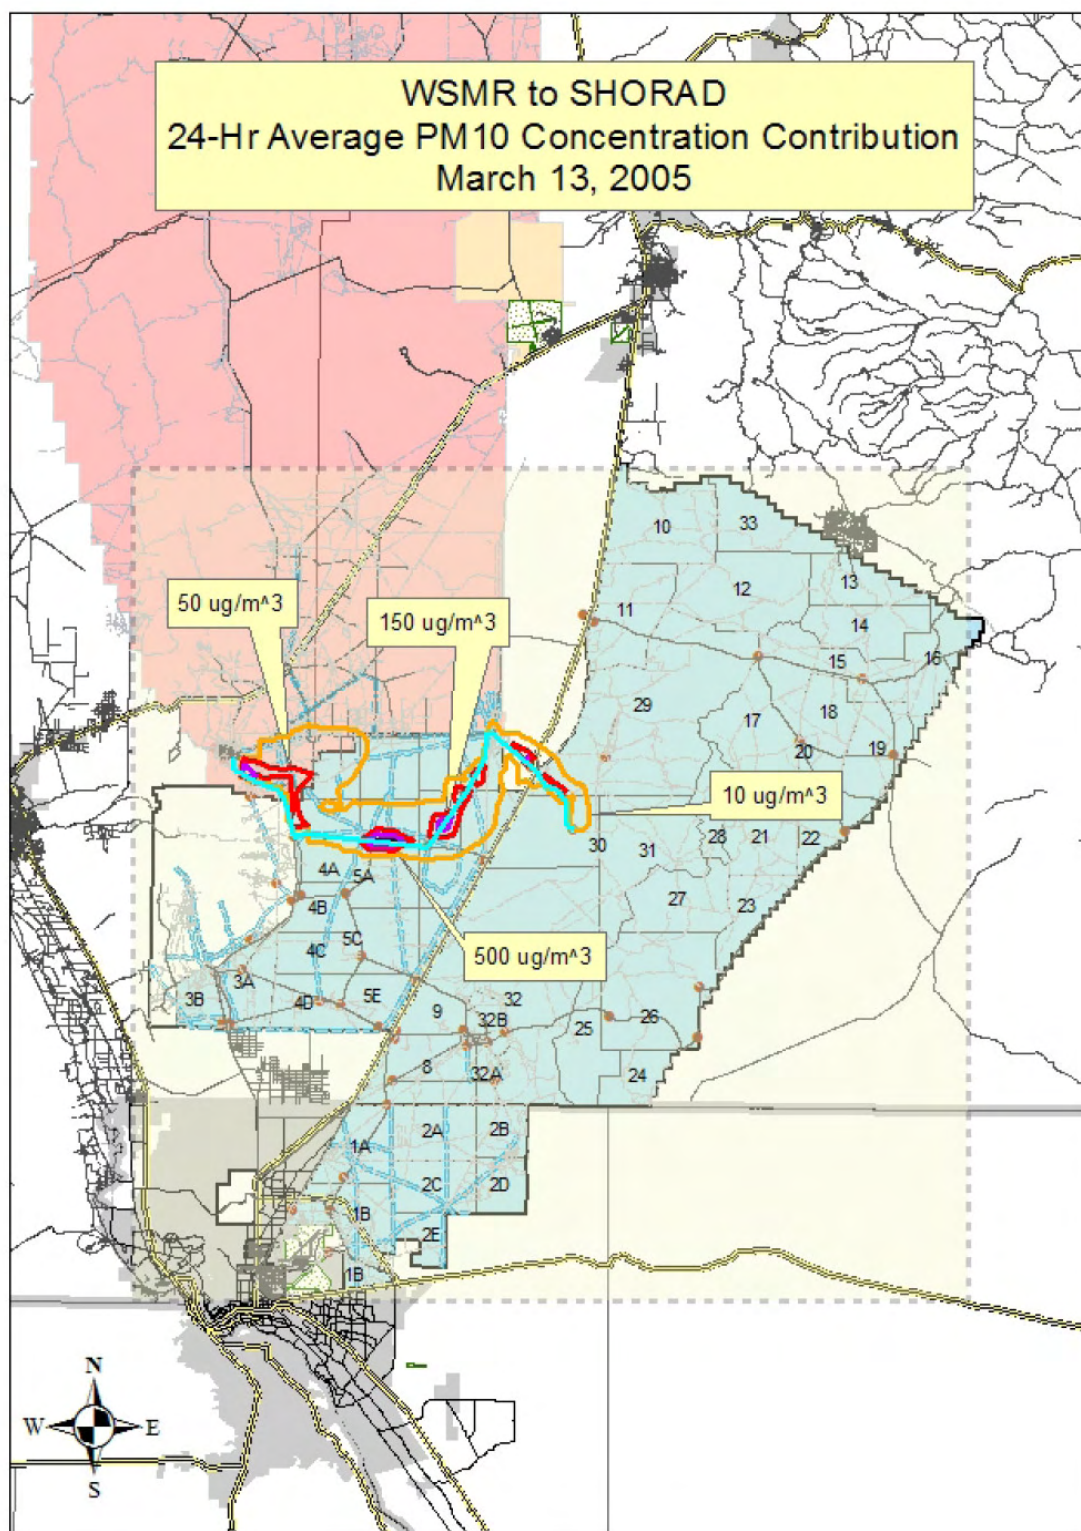 WSMR to SHORAD
24-Hr Average PM10 Concentration Contribution
March 13, 2005
10
33
12
13
50 ug/m^3
150 ug/m^3
11
14
15
16
29
17
18
20
19
10 ug/m^3
30
31
28
21
22
4A
5A
27
23
4B
4C
5C
500 ug/m^3
3A
3B
4D
5E
9
32
32B
25
26
8
32A
24
2A
2B
1A
2C
2D
1B
2E
1B
N
W
E
S